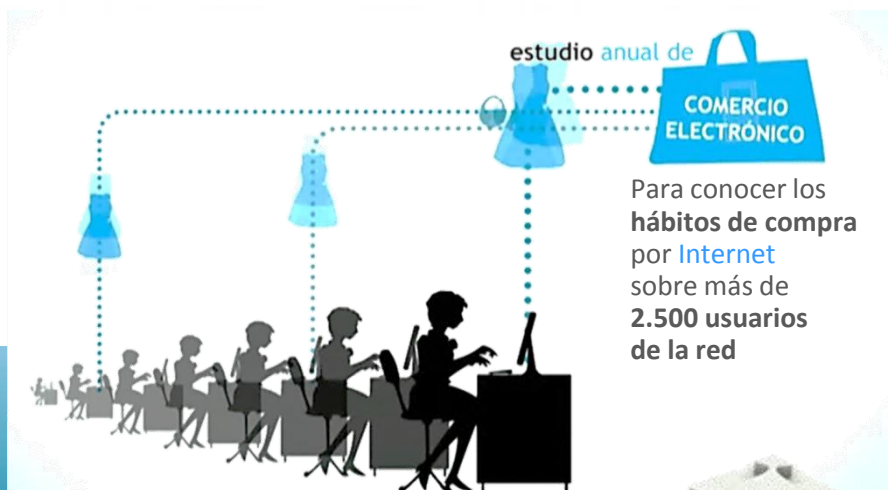 estudio anual de
COMERCIO
ELECTRÓNICO
Para conocer los
hábitos de compra
por Internet
sobre más de
2.500 usuarios
de la red